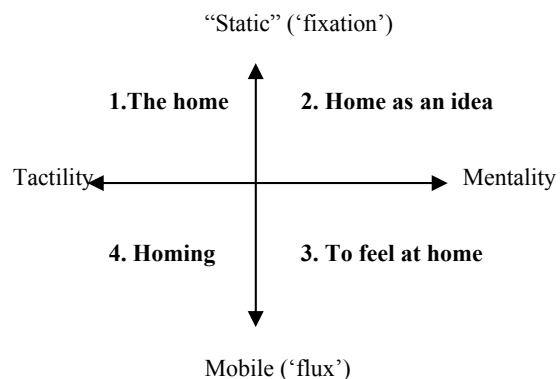 “Static” (‘fixation’)
1.The home
2. Home as an idea
Tactility
Mentality
4. Homing
3. To feel at home
Mobile (‘flux’)